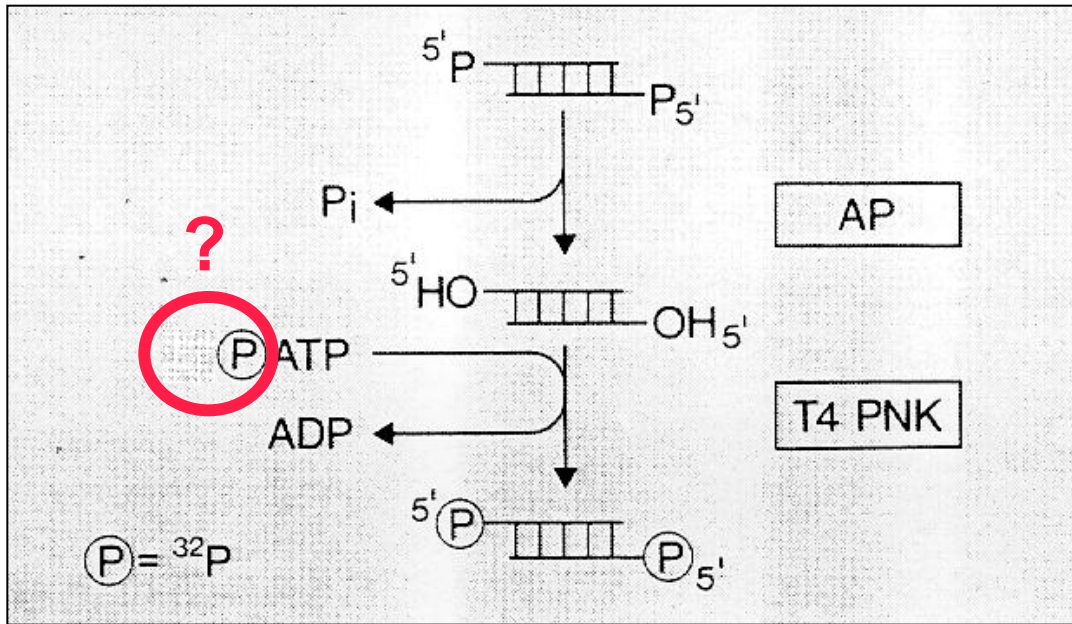 5'P
P5'
Pi
AP
?
5'HO
OH5'
P ATP
ADP
T4 PNK
5'P
P5'
P = 32P